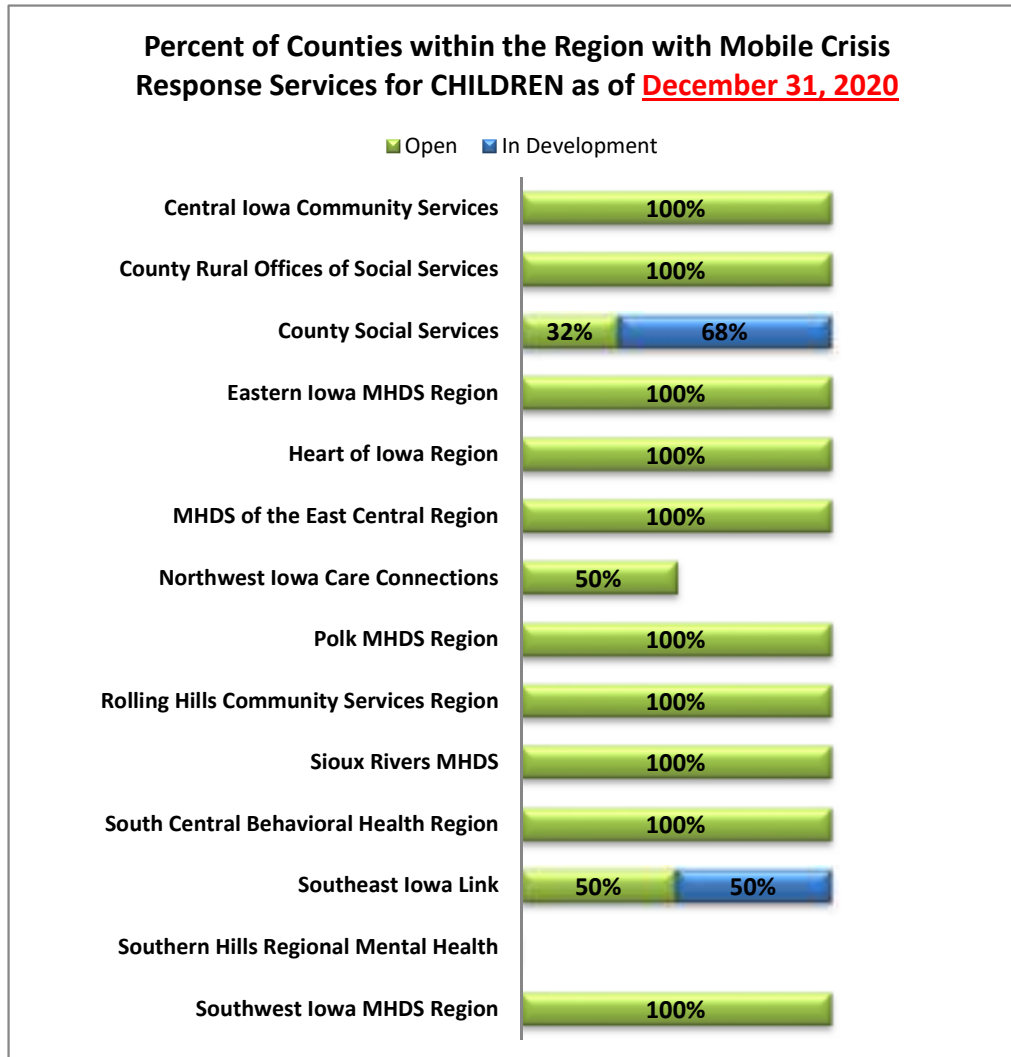 Percent of Counties within the Region with Mobile Crisis
Response Services for CHILDREN as of December 31, 2020
Open In Development
Central Iowa Community Services 100%
County Rural Offices of Social Services 100%
County Social Services 32% 68%
Eastern Iowa MHDS Region 100%
Heart of Iowa Region 100%
MHDS of the East Central Region 100%
Northwest Iowa Care Connections 50%
Polk MHDS Region 100%
Rolling Hills Community Services Region 100%
Sioux Rivers MHDS 100%
South Central Behavioral Health Region 100%
Southeast Iowa Link 50% 50%
Southern Hills Regional Mental Health
Southwest Iowa MHDS Region 100%